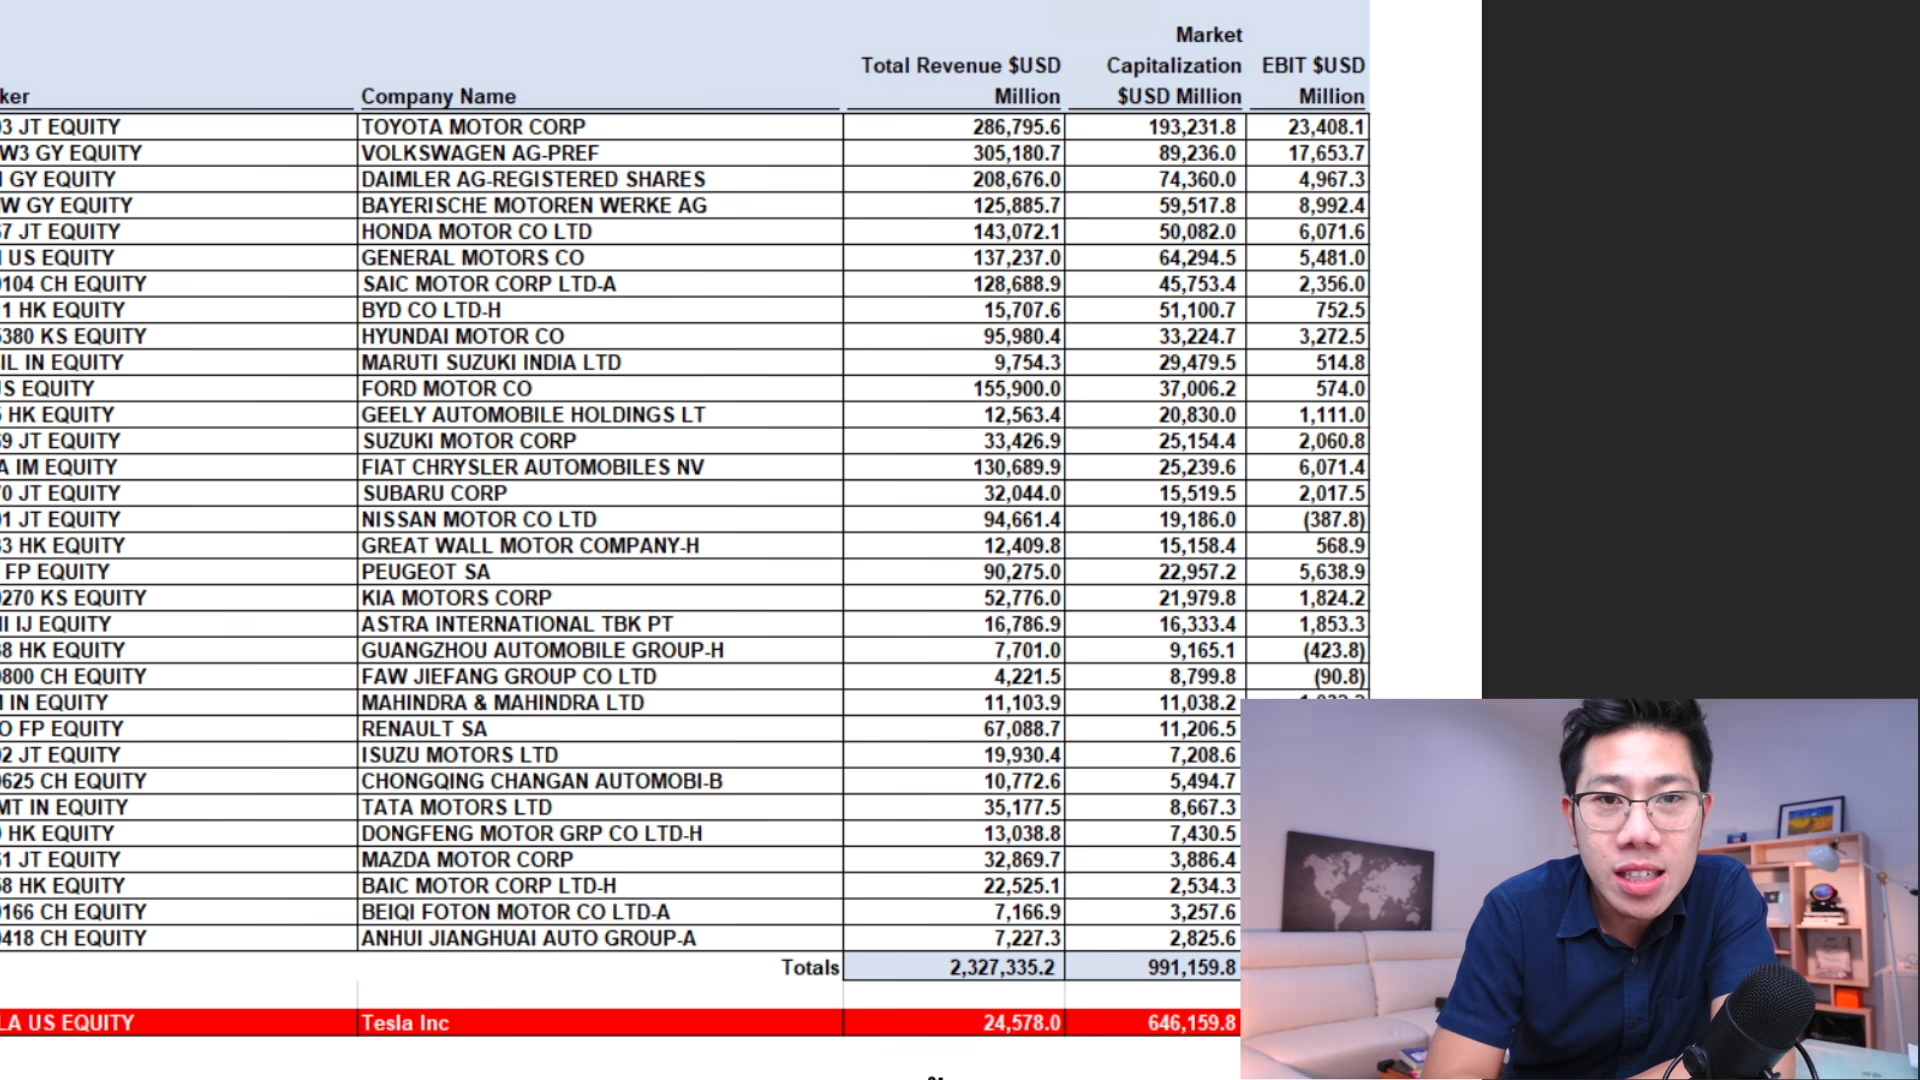 Market
Total Revenue $USD Capitalization EBIT $USD
ker Company Name Million $USD Million Million
3 JT EQUITY TOYOTA MOTOR CORP 286,795.6 193,231.8 23,408.1
W3 GY EQUITY VOLKSWAGEN AG-PREF 305,180.7 89,236.0 17,653.7
GY EQUITY DAIMLER AG-REGISTERED SHARES 208,676.0 74,360.0 4,967.3
W GY EQUITY BAYERISCHE MOTOREN WERKE AG 125,885.7 59,517.8 8,992.4
67 JT EQUITY HONDA MOTOR CO LTD 143,072.1 50,082.0 6,071.6
US EQUITY GENERAL MOTORS CO 137,237.0 64,294.5 5,481.0
0104 CH EQUITY SAIC MOTOR CORP LTD-A 128,688.9 45,753.4 2,356.0
1 HK EQUITY BYD CO LTD-H 15,707.6 51,100.7 752.5
5380 KS EQUITY HYUNDAI MOTOR CO 95,980.4 33,224.7 3,272.5
IL IN EQUITY MARUTI SUZUKI INDIA LTD 9,754.3 29,479.5 514.8
US EQUITY FORD MOTOR CO 155,900.0 37,006.2 574.0
HK EQUITY GEELY AUTOMOBILE HOLDINGS LT 12,563.4 20,830.0 1,111.0
69 JT EQUITY SUZUKI MOTOR CORP 33,426.9 25,154.4 2,060.8
A IM EQUITY FIAT CHRYSLER AUTOMOBILES NV 130,689.9 25,239.6 6,071.4
70 JT EQUITY SUBARU CORP 32,044.0 15,519.5 2,017.5
01 JT EQUITY NISSAN MOTOR CO LTD 94,661.4 19,186.0 (387.8)
33 HK EQUITY GREAT WALL MOTOR COMPANY-H 12,409.8 15,158.4 568.9
FP EQUITY PEUGEOT SA 90,275.0 22,957.2 5,638.9
0270 KS EQUITY KIA MOTORS CORP 52,776.0 21,979.8 1,824.2
II IJ EQUITY ASTRA INTERNATIONAL TBK PT 16,786.9 16,333.4 1,853.3
38 HK EQUITY GUANGZHOU AUTOMOBILE GROUP-H 7,701.0 9,165.1 (423.8)
0800 CH EQUITY FAW JIEFANG GROUP CO LTD 4,221.5 8,799.8 (90.8)
IN EQUITY MAHINDRA & MAHINDRA LTD 11,103.9 11,038.2
O FP EQUITY RENAULT SA 67,088.7 11,206.5
02 JT EQUITY ISUZU MOTORS LTD 19,930.4 7,208.6
0625 CH EQUITY CHONGQING CHANGAN AUTOMOBI-B 10,772.6 5,494.7
MT IN EQUITY TATA MOTORS LTD 35,177.5 8,667.3
HK EQUITY DONGFENG MOTOR GRP CO LTD-H 13,038.8 7,430.5
61 JT EQUITY MAZDA MOTOR CORP 32,869.7 3,886.4
58 HK EQUITY BAIC MOTOR CORP LTD-H 22,525.1 2,534.3
0166 CH EQUITY BEIQI FOTON MOTOR CO LTD-A 7,166.9 3,257.6
0418 CH EQUITY ANHUI JIANGHUAI AUTO GROUP-A 7,227.3 2,825.6
Totals 2,327,335.2 991,159.8
LA US EQUITY Tesla Inc 24,578.0 646,159.8